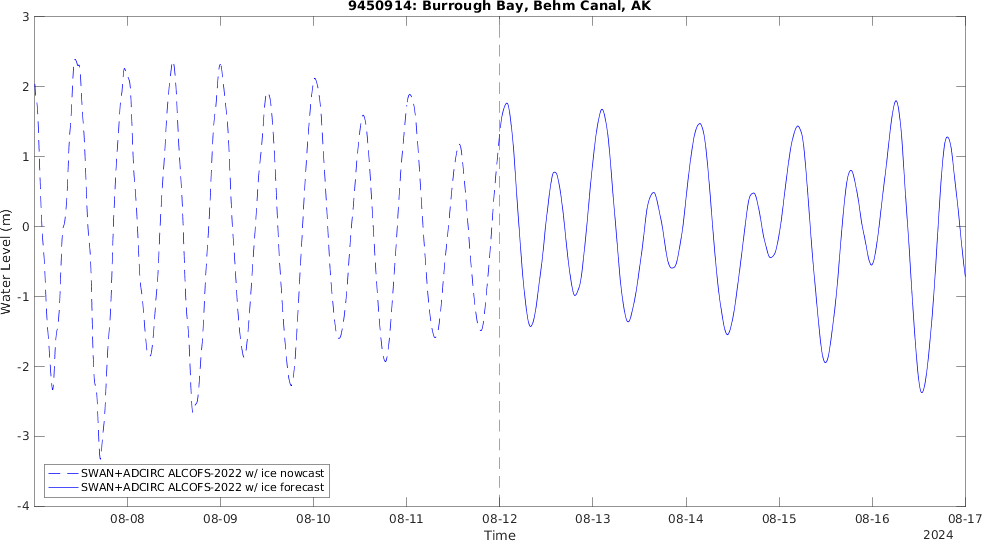 9450914: Burrough Bay, Behm Canal, AK
3
2
1
0
-1
-2
-3
-4
Water Level (m)
SWAN+ADCIRC ALCOFS-2022 w/ ice nowcast
SWAN+ADCIRC ALCOFS-2022 w/ ice forecast
08-08 08-09 08-10 08-11 08-12 08-13 08-14 08-15 08-16 08-17
Time
2024